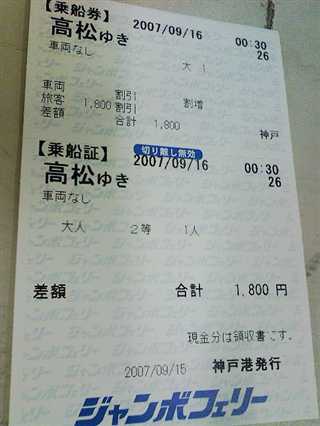 【乗船券】 2007/09/16 00:30
高松ゆき 26
車両なし 大 1
車両 割引
旅客 1,800 割引 割増
差額 合計 1,800
神戸
【乗船証】 切り離し無効
2007/09/16 00:30
高松ゆき 26
車両なし
大人 2等 1人
差額 合計 1,800 円
現金分は領収書です。
2007/09/15 神戸港発行
ジャンボフェリー